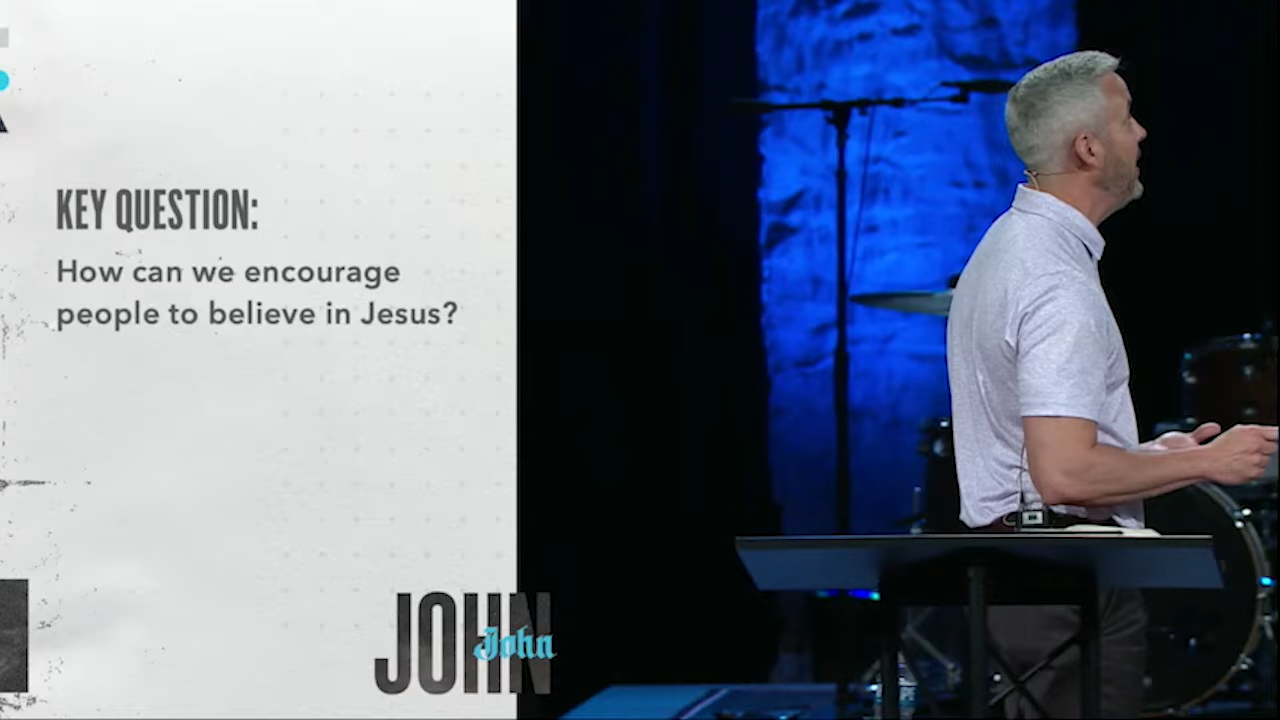 KEY QUESTION:
How can we encourage
people to believe in Jesus?
JOHN
John